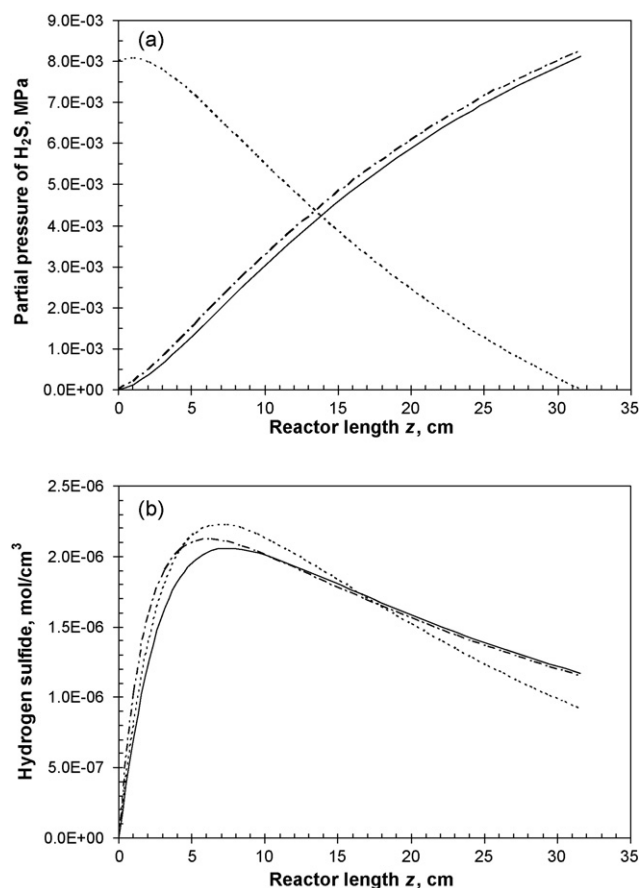 (a)
Partial pressure of H₂S, MPa
9.0E-03
8.0E-03
7.0E-03
6.0E-03
5.0E-03
4.0E-03
3.0E-03
2.0E-03
1.0E-03
0.0E+00
0 5 10 15 20 25 30 35
Reactor length z, cm
(b)
Hydrogen sulfide, mol/cm³
2.5E-06
2.0E-06
1.5E-06
1.0E-06
5.0E-07
0.0E+00
0 5 10 15 20 25 30 35
Reactor length z, cm